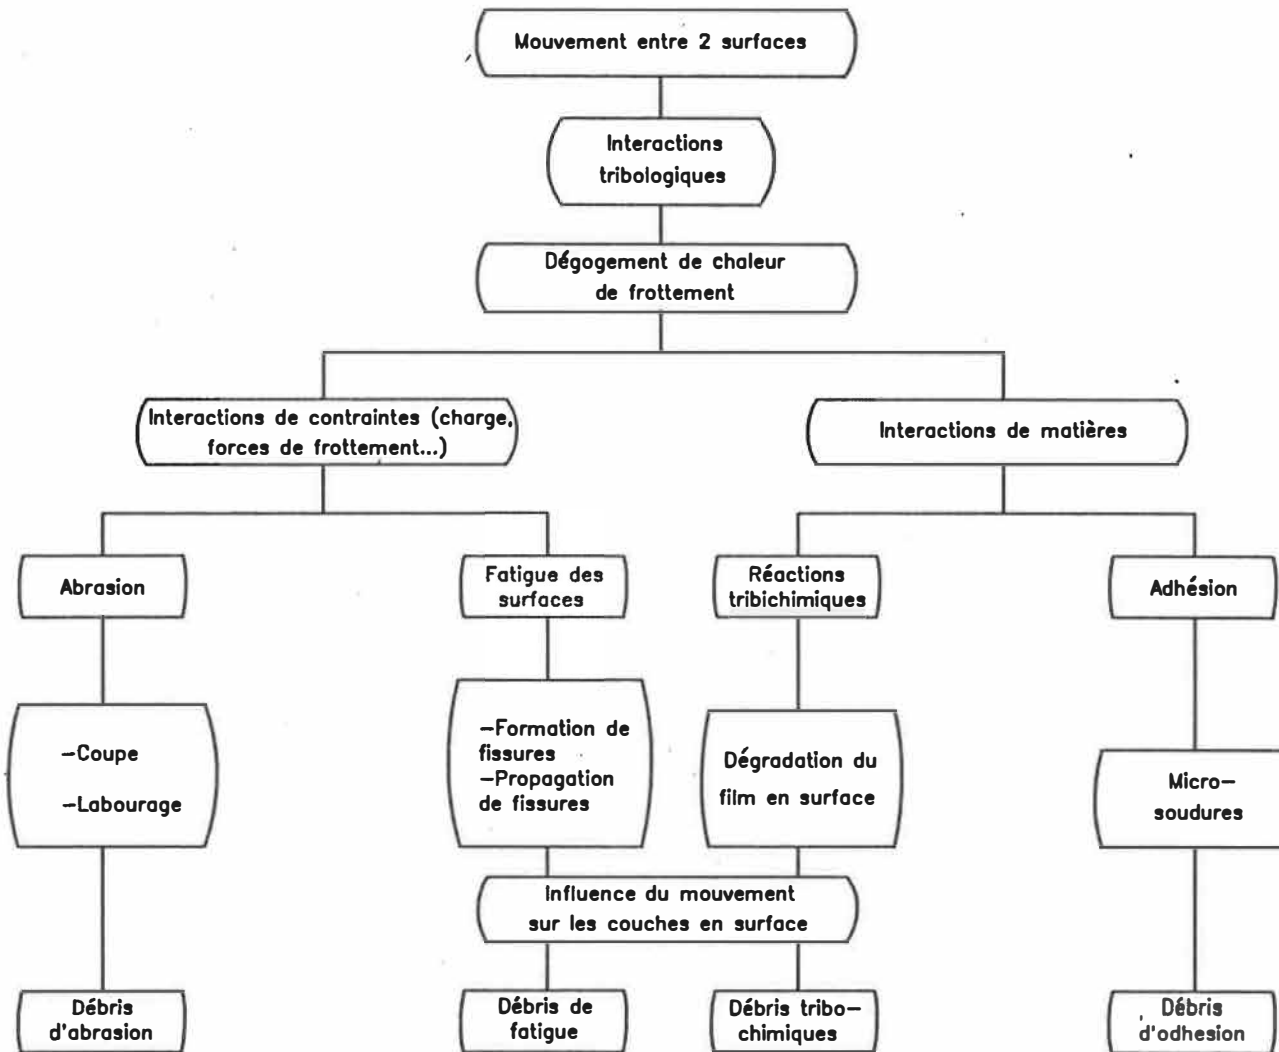 Mouvement entre 2 surfaces
Interactions
tribologiques
Dégogement de chaleur
de frottement
Interactions de contraintes (charge,
forces de frottement...)
Interactions de matières
Abrasion
Fatigue des
surfaces
Réactions
tribichimiques
Adhésion
–Coupe
–Labourage
–Formation de
fissures
–Propagation
de fissures
Dégradation du
film en surface
Micro–
soudures
Influence du mouvement
sur les couches en surface
Débris
d'abrasion
Débris de
fatigue
Débris tribo–
chimiques
Débris
d'odhesion